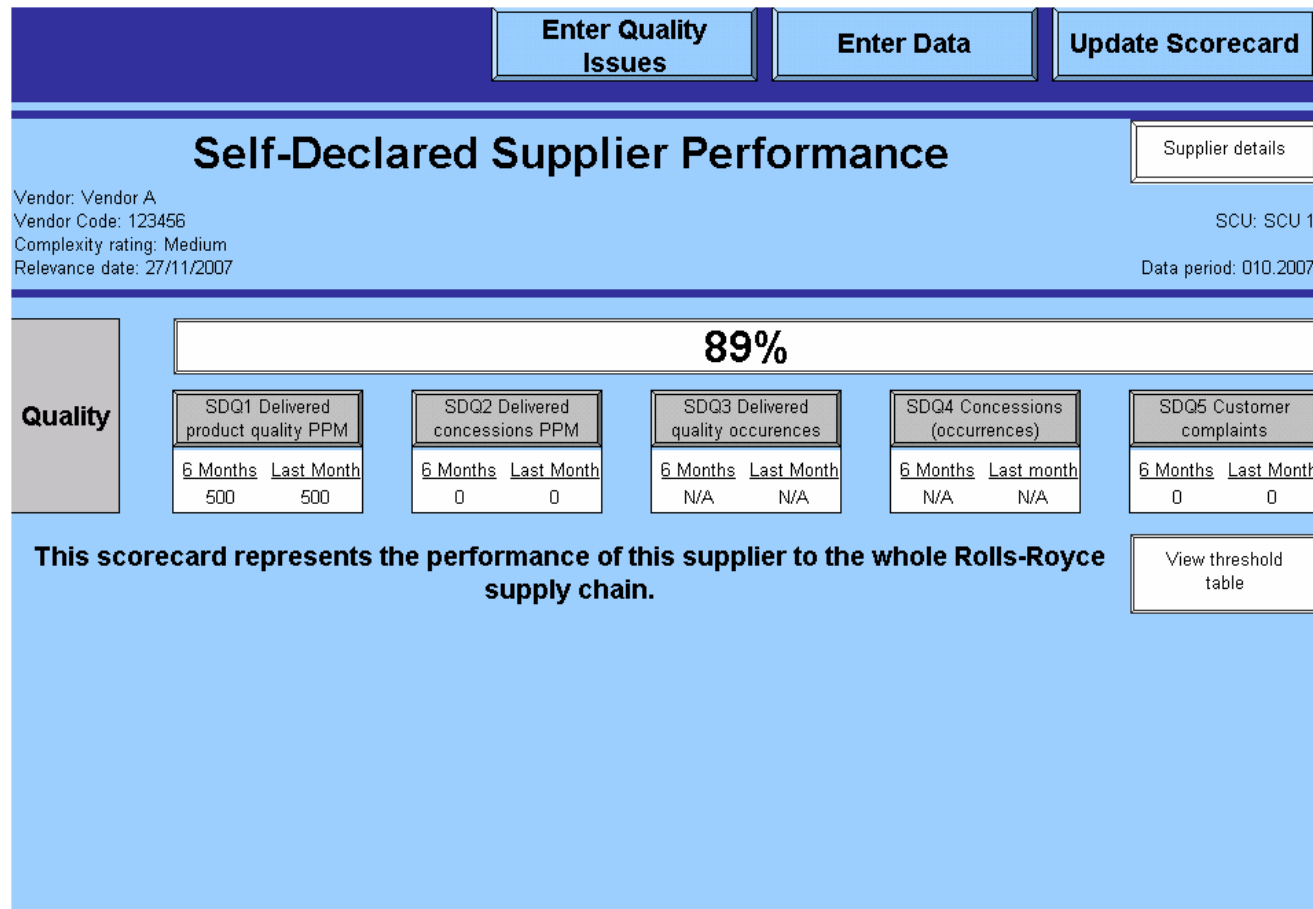 Enter Quality
Issues
Enter Data
Update Scorecard
Self-Declared Supplier Performance
Supplier details
Vendor: Vendor A
Vendor Code: 123456
SCU: SCU 1
Complexity rating: Medium
Relevance date: 27/11/2007
Data period: 010.2007
89%
Quality
SDQ1 Delivered
product quality PPM
6 Months Last Month
500 500
SDQ2 Delivered
concessions PPM
6 Months Last Month
0 0
SDQ3 Delivered
quality occurences
6 Months Last Month
N/A N/A
SDQ4 Concessions
(occurrences)
6 Months Last month
N/A N/A
SDQ5 Customer
complaints
6 Months Last Month
0 0
This scorecard represents the performance of this supplier to the whole Rolls-Royce
supply chain.
View threshold
table